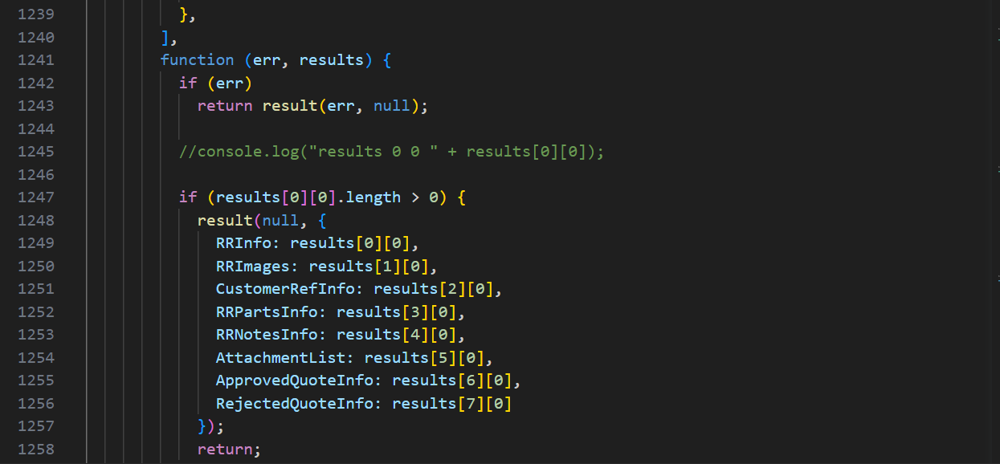 1239 },
1240 ],
1241 function (err, results) {
1242 if (err)
1243 return result(err, null);
1244
1245 //console.log("results 0 0 " + results[0][0]);
1246
1247 if (results[0][0].length > 0) {
1248 result(null, {
1249 RRInfo: results[0][0],
1250 RRImages: results[1][0],
1251 CustomerRefInfo: results[2][0],
1252 RRPartsInfo: results[3][0],
1253 RRNotesInfo: results[4][0],
1254 AttachmentList: results[5][0],
1255 ApprovedQuoteInfo: results[6][0],
1256 RejectedQuoteInfo: results[7][0]
1257 });
1258 return;